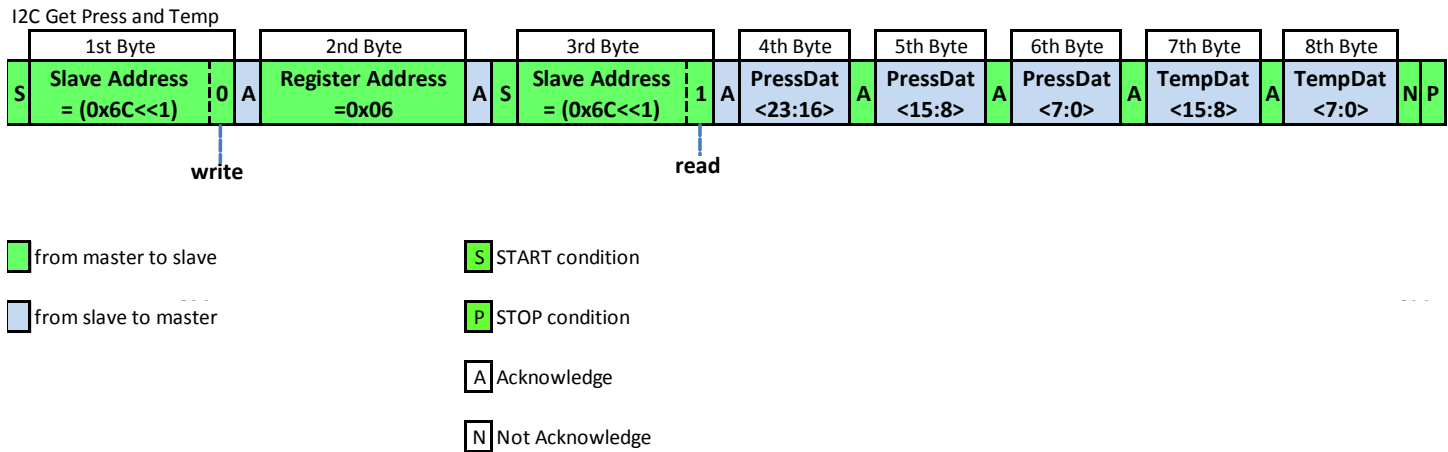 I2C Get Press and Temp
1st Byte 2nd Byte 3rd Byte 4th Byte 5th Byte 6th Byte 7th Byte 8th Byte
S Slave Address 0 A Register Address A S Slave Address 1 A PressDat A PressDat A PressDat A TempDat A TempDat N P
= (0x6C<<1) =0x06 = (0x6C<<1) <23:16> <15:8> <7:0> <15:8> <7:0>
write read
from master to slave S START condition
from slave to master P STOP condition
A Acknowledge
N Not Acknowledge